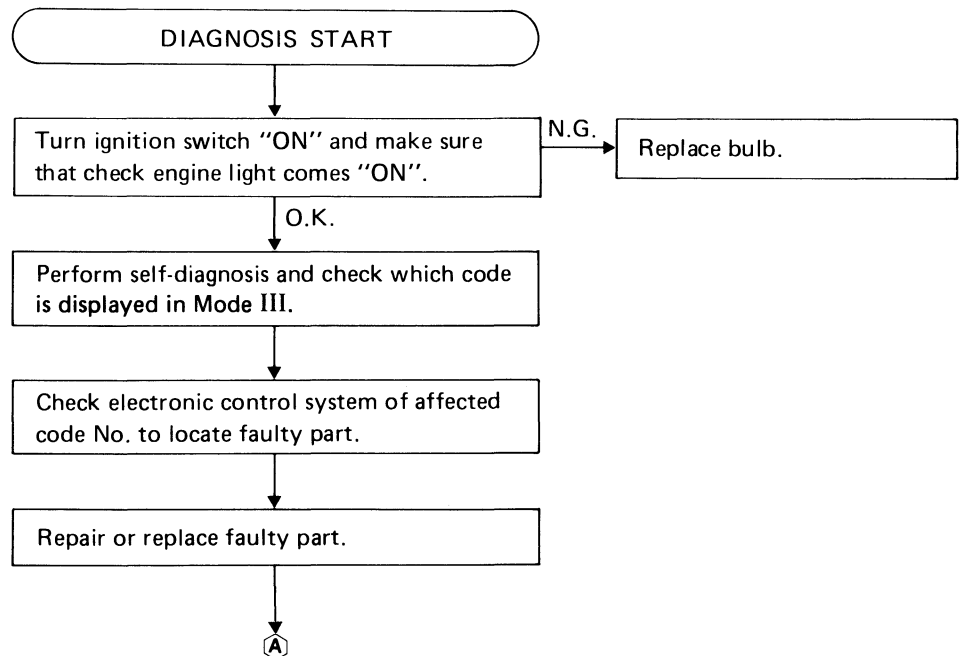 DIAGNOSIS START
Turn ignition switch “ON” and make sure
that check engine light comes “ON”.
N.G.
Replace bulb.
O.K.
Perform self-diagnosis and check which code
is displayed in Mode III.
Check electronic control system of affected
code No. to locate faulty part.
Repair or replace faulty part.
A